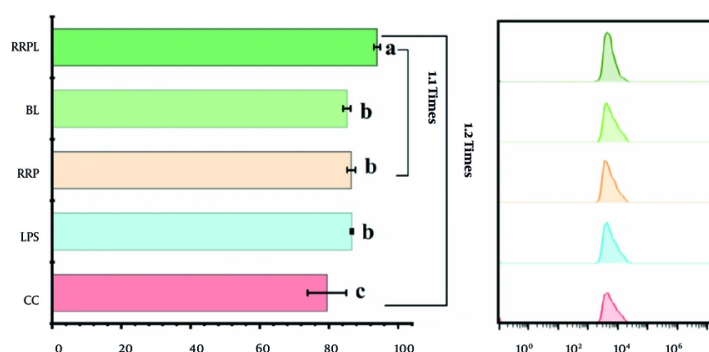 RRPL
a
BL
b
RRP
b
LPS
b
CC
c
1.1 Times
1.2 Times
0 20 40 60 80 100
10⁰ 10² 10⁴ 10⁶